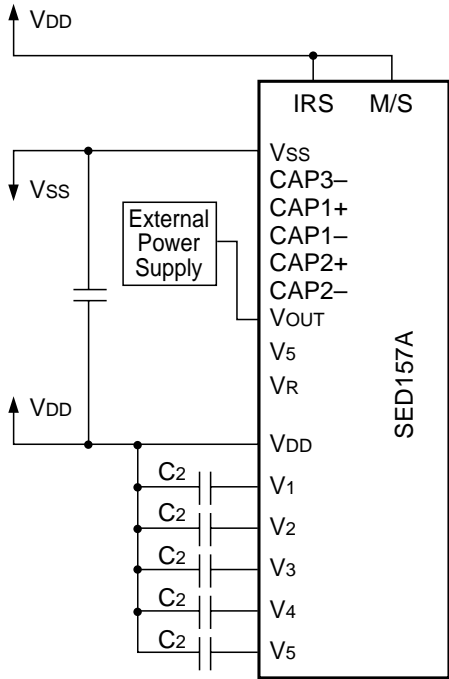 VDD
IRS M/S
VSS
VSS
CAP3–
CAP1+
CAP1–
CAP2+
CAP2–
VOUT
External
Power
Supply
V5
VR
SED157A
VDD
VDD
C2 V1
C2 V2
C2 V3
C2 V4
C2 V5